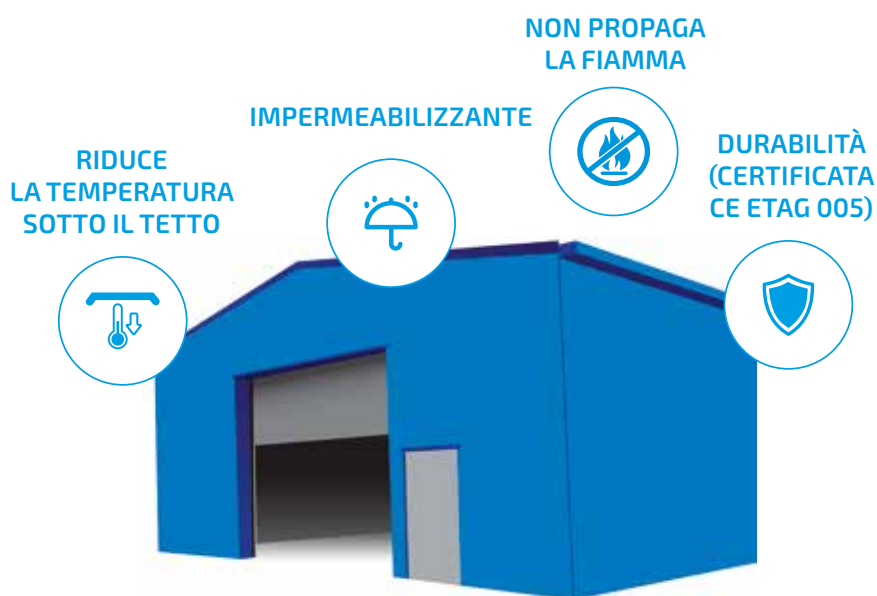 NON PROPAGA
LA FIAMMA
IMPERMEABILIZZANTE
DURABILITÀ
(CERTIFICATA
CE ETAG 005)
RIDUCE
LA TEMPERATURA
SOTTO IL TETTO